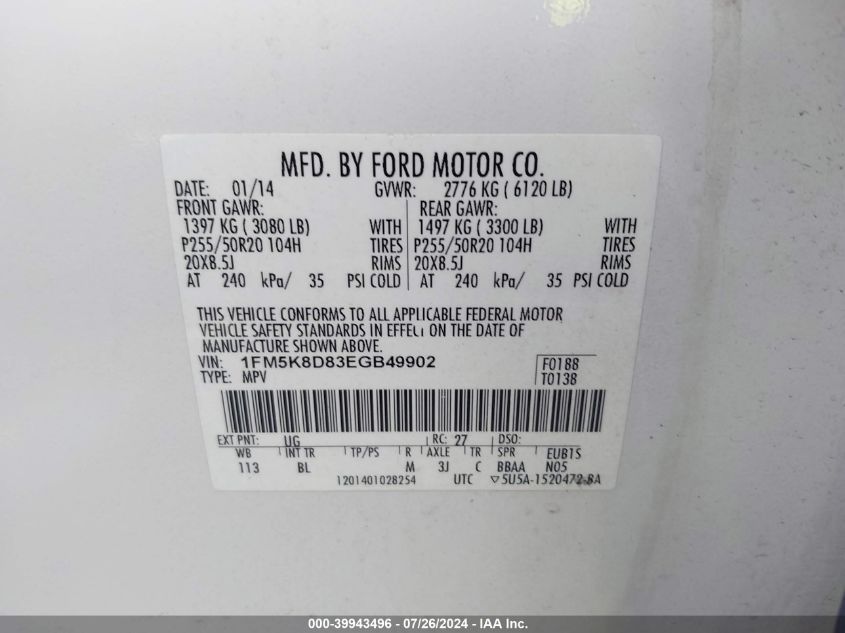 MFD. BY FORD MOTOR CO.
DATE: 01/14 GVWR: 2776 KG ( 6120 LB)
FRONT GAWR: REAR GAWR:
1397 KG ( 3080 LB) WITH 1497 KG ( 3300 LB) WITH
P255/50R20 104H TIRES P255/50R20 104H TIRES
20X8.5J RIMS 20X8.5J RIMS
AT 240 kPa/ 35 PSI COLD AT 240 kPa/ 35 PSI COLD
THIS VEHICLE CONFORMS TO ALL APPLICABLE FEDERAL MOTOR
VEHICLE SAFETY STANDARDS IN EFFECT ON THE DATE OF
MANUFACTURE SHOWN ABOVE.
VIN: 1FM5K8D83EGB49902 F0188
TYPE: MPV T0138
EXT PNT: UG RC: 27 DSO:
WB INT TR TP/PS R AXLE TR SPR EUB1S
113 BL M 3J C BBAA N05
1201401028254 UTC ▽5U5A-1520472-BA
000-39943496 / 07/26/2024 - IAA Inc.